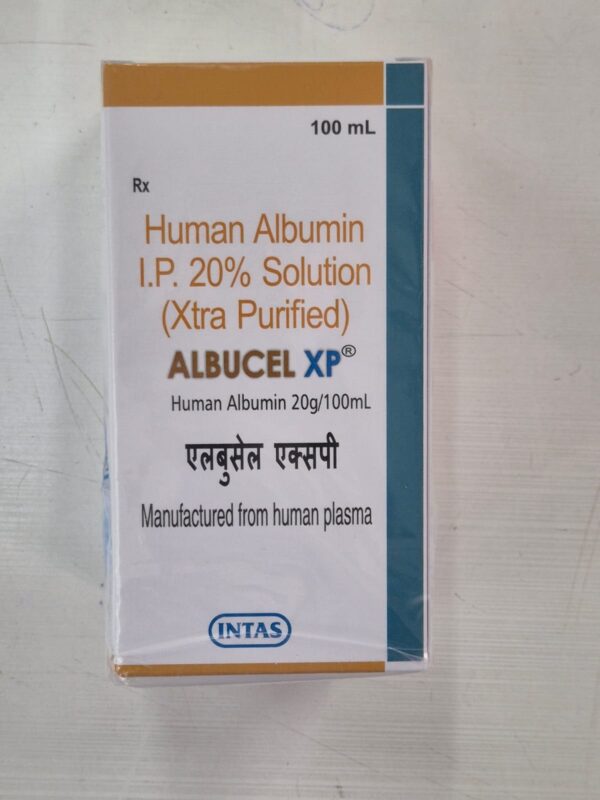 100 mL
Rx
Human Albumin
I.P. 20% Solution
(Xtra Purified)
ALBUCEL XP®
Human Albumin 20g/100mL
एलबुसेल एक्सपी
Manufactured from human plasma
INTAS